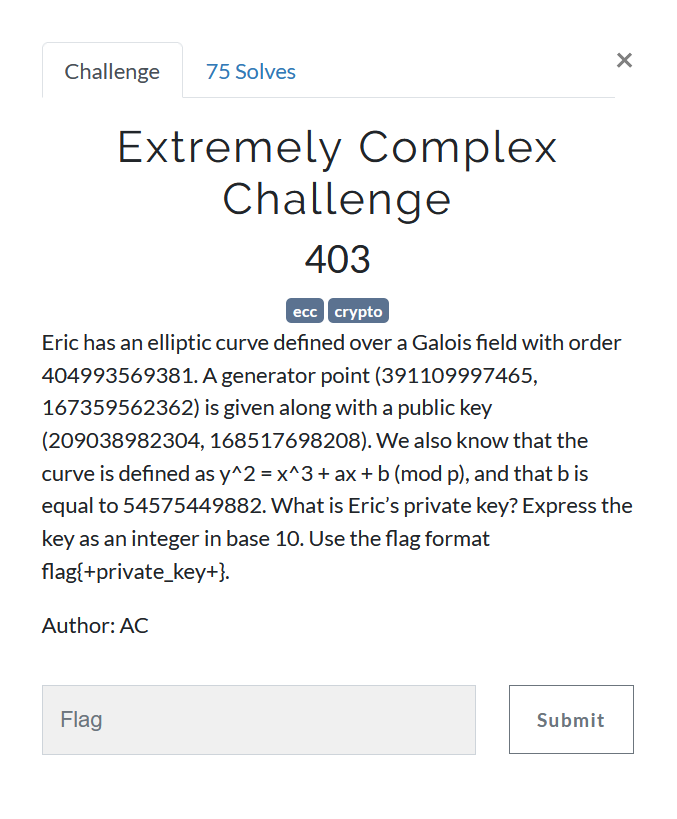 Challenge
75 Solves
×
Extremely Complex
Challenge
403
ecc crypto
Eric has an elliptic curve defined over a Galois field with order
404993569381. A generator point (391109997465,
167359562362) is given along with a public key
(209038982304, 168517698208). We also know that the
curve is defined as y^2 = x^3 + ax + b (mod p), and that b is
equal to 54575449882. What is Eric’s private key? Express the
key as an integer in base 10. Use the flag format
flag{+private_key+}.
Author: AC
Flag
Submit